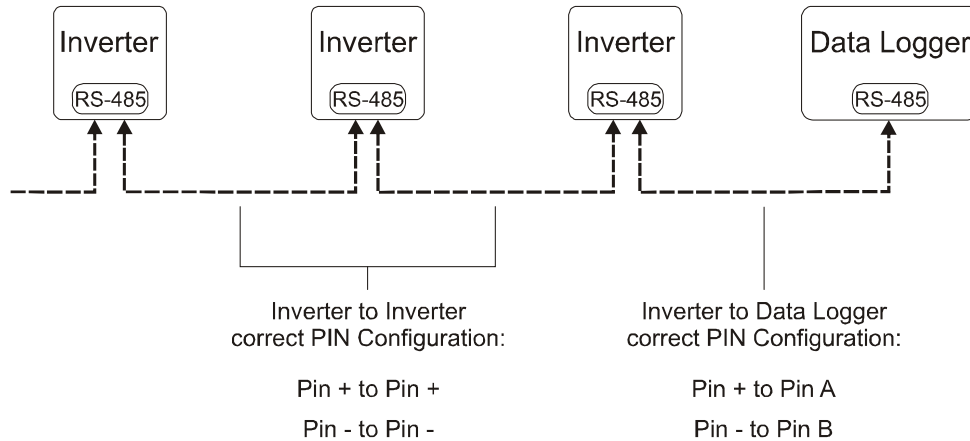 Inverter
Inverter
Inverter
Data Logger
RS-485
RS-485
RS-485
RS-485
Inverter to Inverter
correct PIN Configuration:
Pin + to Pin +
Pin - to Pin -
Inverter to Data Logger
correct PIN Configuration:
Pin + to Pin A
Pin - to Pin B